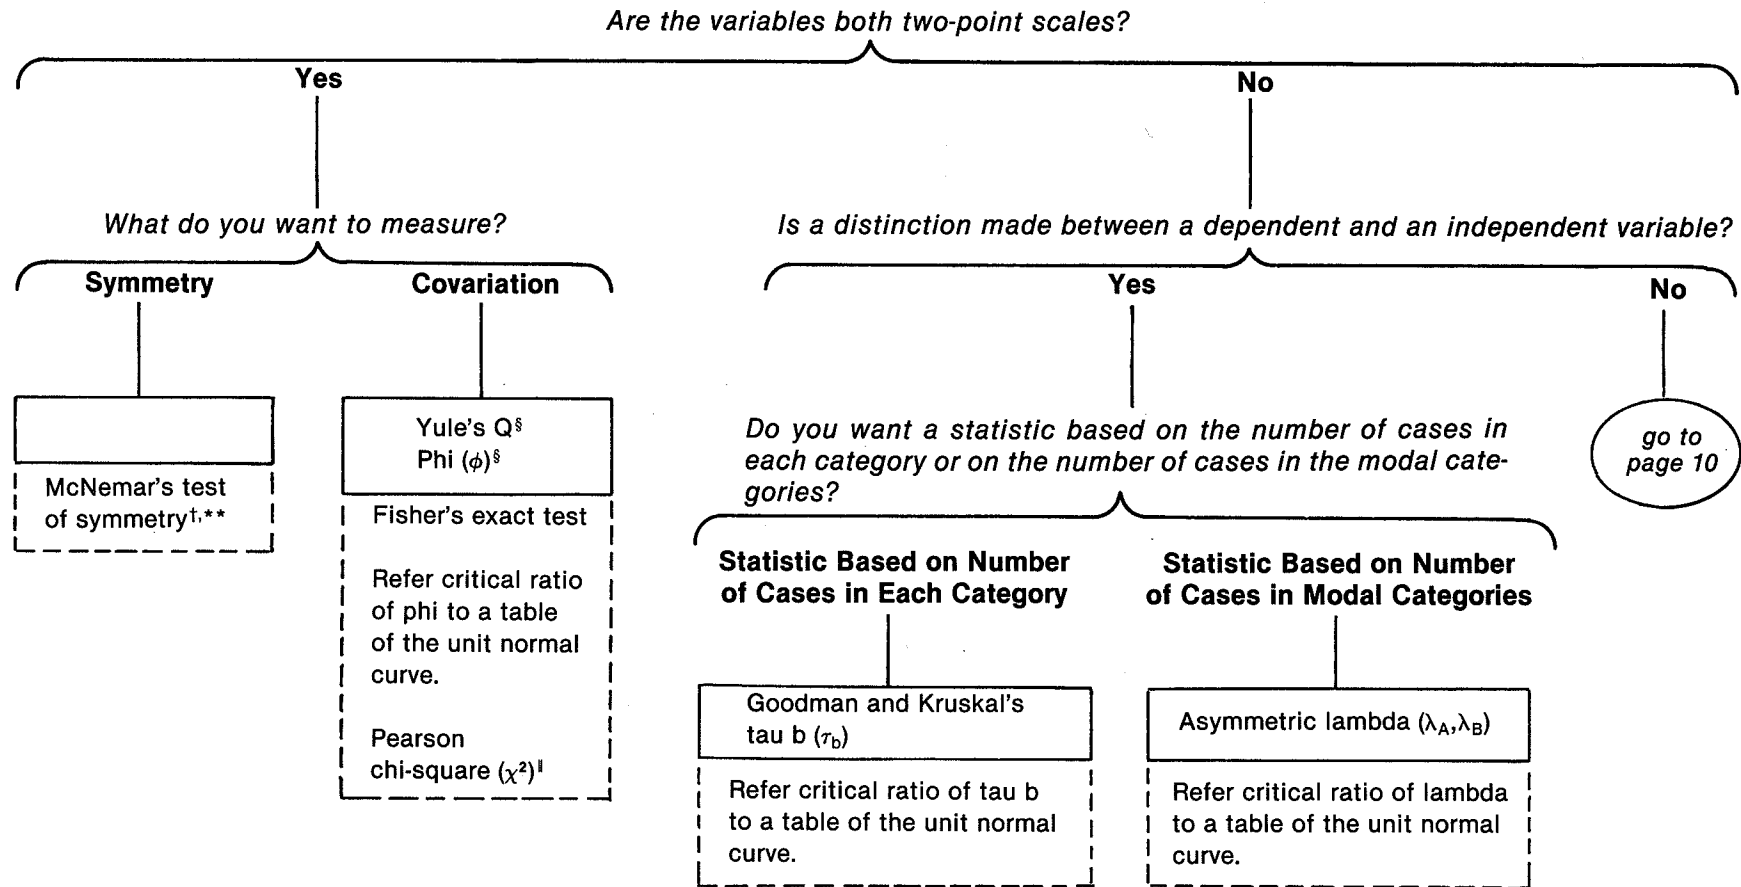 Are the variables both two-point scales?
Yes
No
What do you want to measure?
Is a distinction made between a dependent and an independent variable?
Symmetry
Covariation
Yes
No
McNemar's test
of symmetry†,**
Yule's Q§
Phi (ϕ)§
Fisher's exact test
Refer critical ratio
of phi to a table
of the unit normal
curve.
Pearson
chi-square (χ²)‖
Do you want a statistic based on the number of cases in
each category or on the number of cases in the modal cate-
gories?
go to
page 10
Statistic Based on Number
of Cases in Each Category
Statistic Based on Number
of Cases in Modal Categories
Goodman and Kruskal's
tau b (τb)
Refer critical ratio of tau b
to a table of the unit normal
curve.
Asymmetric lambda (λA,λB)
Refer critical ratio of lambda
to a table of the unit normal
curve.